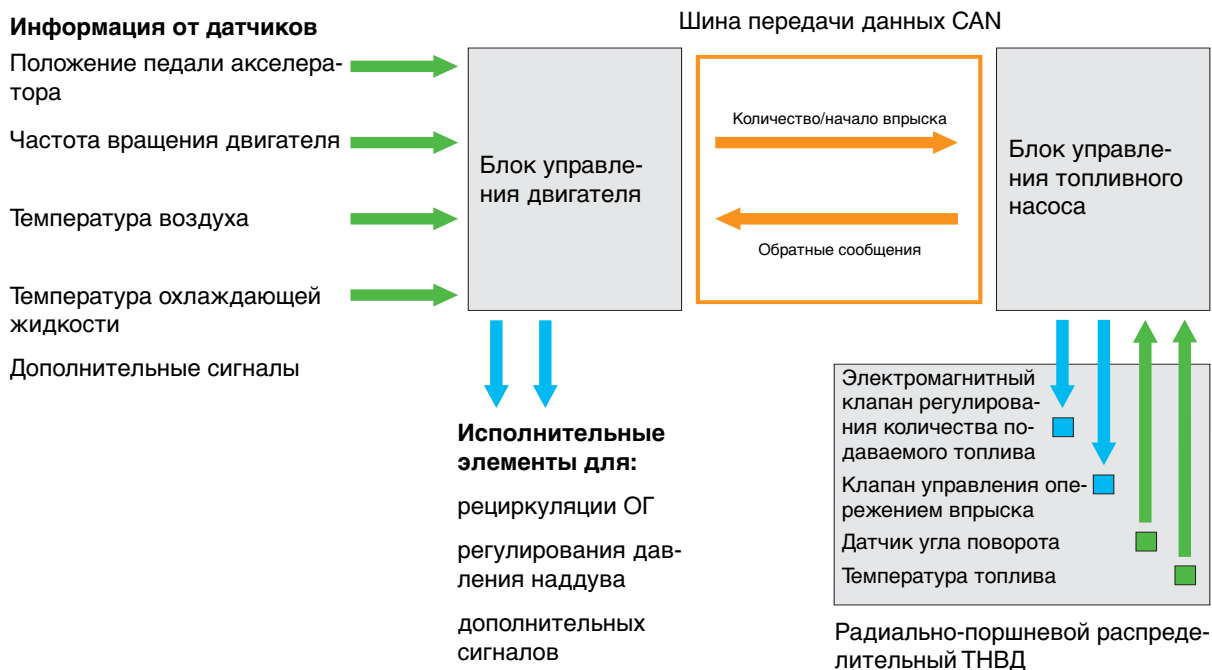 Информация от датчиков
Положение педали акселера-
тора
Частота вращения двигателя
Температура воздуха
Температура охлаждающей
жидкости
Дополнительные сигналы
Блок управле-
ния двигателя
Шина передачи данных CAN
Количество/начало впрыска
Обратные сообщения
Блок управле-
ния топливного
насоса
Исполнительные
элементы для:
рециркуляции ОГ
регулирования дав-
ления наддува
дополнительных
сигналов
Электромагнитный
клапан регулирова-
ния количества по-
даваемого топлива
Клапан управления опе-
режением впрыска
Датчик угла поворота
Температура топлива
Радиально-поршневой распреде-
лительный ТНВД